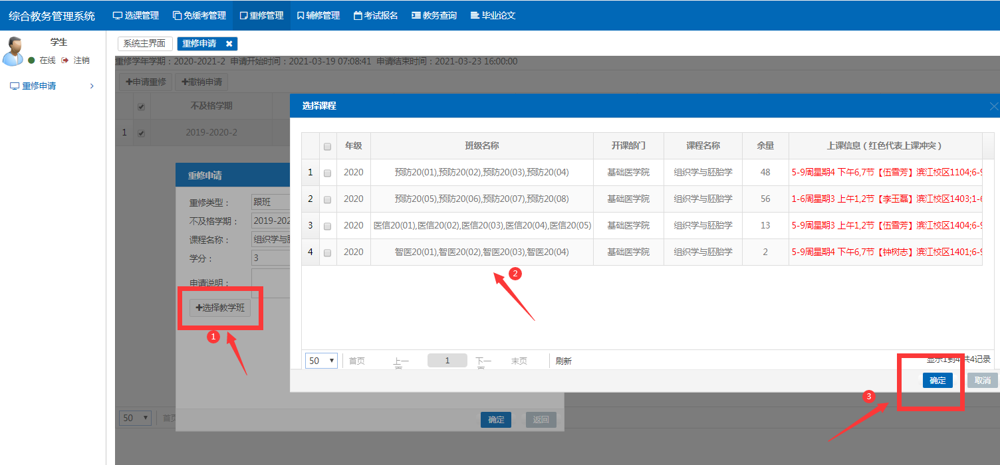 综合教务管理系统 选课管理 免缓考管理 重修管理 辅修管理 考试报名 教务查询 毕业论文
学生
在线 注销
重修申请
系统主界面 重修申请
重修学年学期：2020-2021-2 申请开始时间：2021-03-19 07:08:41 申请结束时间：2021-03-23 16:00:00
申请重修 撤销申请
不及格学期
1 2019-2020-2
重修申请
重修类型： 跟班
不及格学期： 2019-202
课程名称： 组织学与
学分： 3
申请说明：
选择教学班
1
选择课程
年级 班级名称 开课部门 课程名称 余量 上课信息（红色代表上课冲突）
1 2020 预防20(01),预防20(02),预防20(03),预防20(04) 基础医学院 组织学与胚胎学 48 5-9周星期4 下午6,7节【伍雪芳】滨江校区1104;6-9
2 2020 预防20(05),预防20(06),预防20(07),预防20(08) 基础医学院 组织学与胚胎学 56 1-6周星期3 上午1,2节【李玉磊】滨江校区1403;1-6
3 2020 医信20(01),医信20(02),医信20(03),医信20(04),医信20(05) 基础医学院 组织学与胚胎学 13 5-9周星期3 上午1,2节【伍雪芳】滨江校区1404;6-9
4 2020 智医20(01),智医20(02),智医20(03),智医20(04) 基础医学院 组织学与胚胎学 2 5-9周星期4 下午6,7节【钟树志】滨江校区1401;6-9
2
50 首页 上一页 1 下一页 末页 刷新 显示1到4 共4记录
确定 取消
3
50 首页
确定 返回